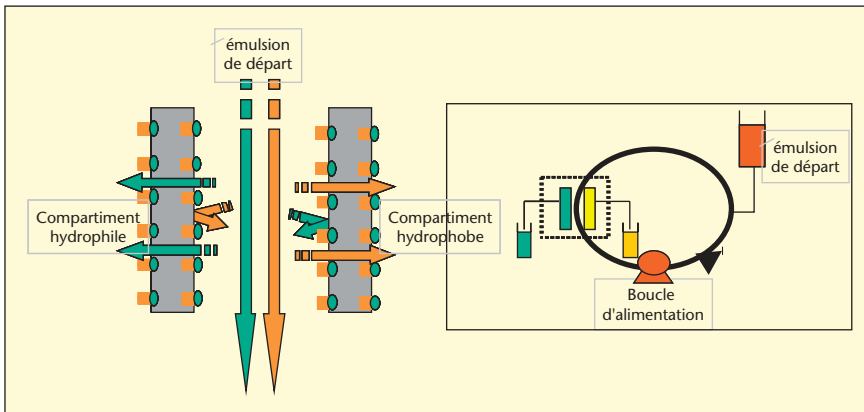 émulsion
de départ
Compartiment
hydrophile
Compartiment
hydrophobe
émulsion
de départ
Boucle
d'alimentation